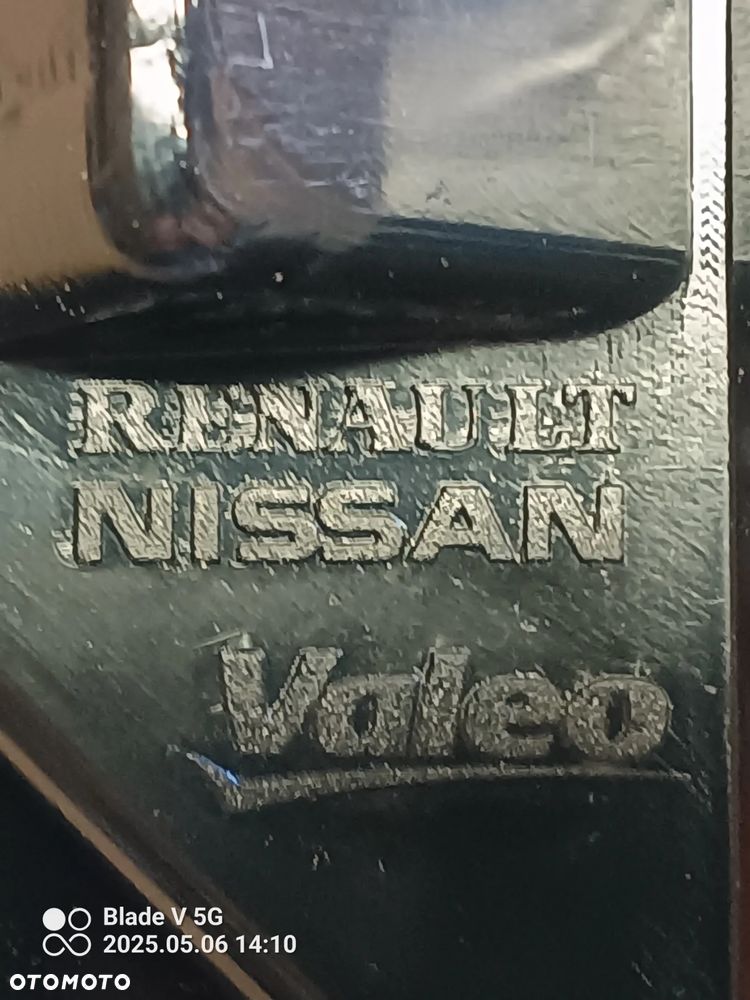 RENAULT
NISSAN
Valeo
Blade V 5G
2025.05.06 14:10
OTOMOTO